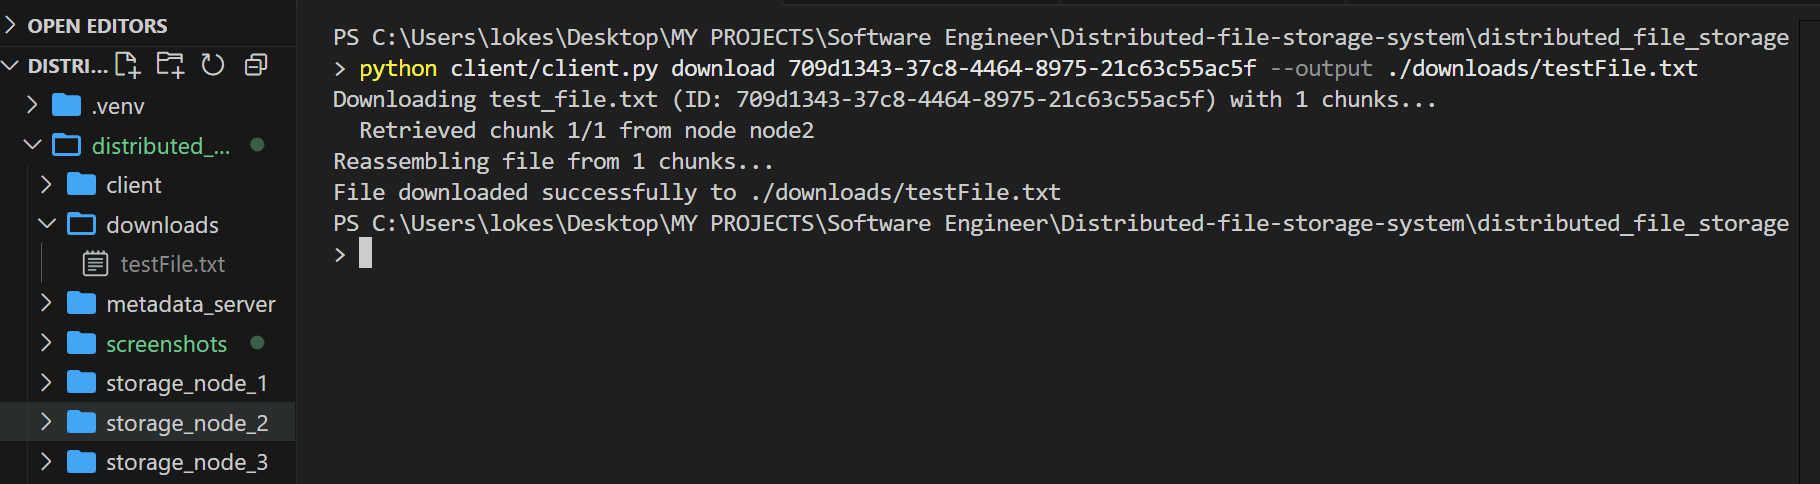 OPEN EDITORS
DISTRI...
.venv
distributed_...
client
downloads
testFile.txt
metadata_server
screenshots
storage_node_1
storage_node_2
storage_node_3
PS C:\Users\lokes\Desktop\MY PROJECTS\Software Engineer\Distributed-file-storage-system\distributed_file_storage
> python client/client.py download 709d1343-37c8-4464-8975-21c63c55ac5f --output ./downloads/testFile.txt
Downloading test_file.txt (ID: 709d1343-37c8-4464-8975-21c63c55ac5f) with 1 chunks...
Retrieved chunk 1/1 from node node2
Reassembling file from 1 chunks...
File downloaded successfully to ./downloads/testFile.txt
PS C:\Users\lokes\Desktop\MY PROJECTS\Software Engineer\Distributed-file-storage-system\distributed_file_storage
>